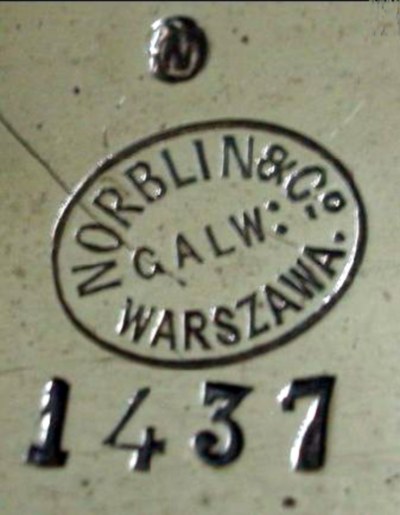 N
NORBLIN & Co.
GALW:
WARSZAWA.
1437